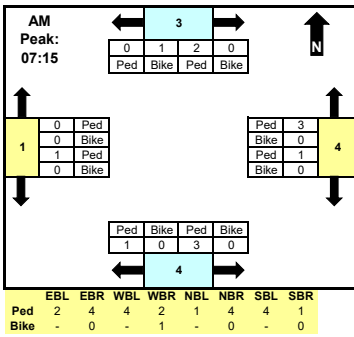 AM
Peak:
07:15
3
N
0 1 2 0
Ped Bike Ped Bike
1
0 Ped
0 Bike
1 Ped
0 Bike
Ped 3
Bike 0
Ped 1
Bike 0
4
Ped Bike Ped Bike
1 0 3 0
4
EBL EBR WBL WBR NBL NBR SBL SBR
Ped 2 4 4 2 1 4 4 1
Bike - 0 - 1 - 0 - 0